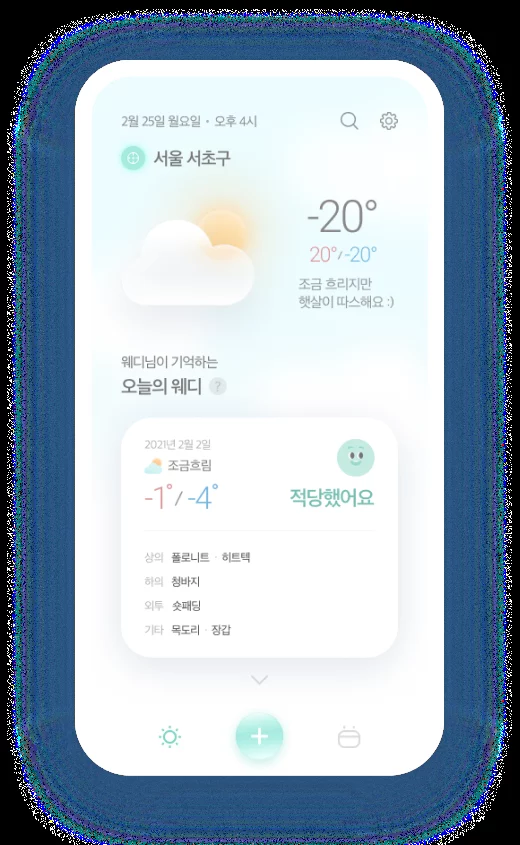 2월 25일 월요일 • 오후 4시
서울 서초구
-20°
20°/-20°
조금 흐리지만
햇살이 따스해요 :)
웨디님이 기억하는
오늘의 웨디 ?
2021년 2월 2일
조금흐림
-1°/-4°
적당했어요
상의 폴로니트 · 히트텍
하의 청바지
외투 숏패딩
기타 목도리 · 장갑